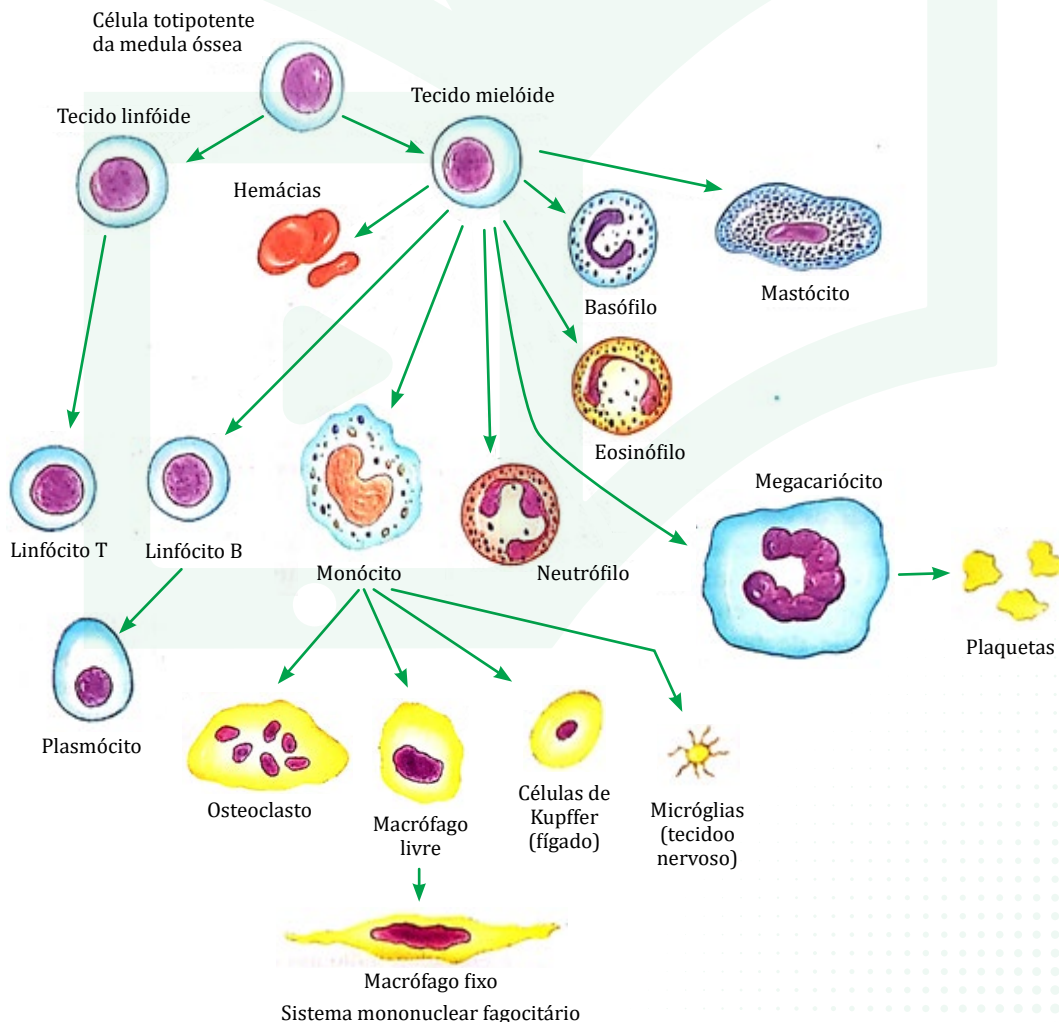 Célula totipotente
da medula óssea
Tecido linfóide
Tecido mielóide
Hemácias
Basófilo
Mastócito
Eosinófilo
Linfócito T
Linfócito B
Monócito
Neutrófilo
Megacariócito
Plaquetas
Plasmócito
Osteoclasto
Macrófago
livre
Células de
Kupffer
(fígado)
Micróglias
(tecidoo
nervoso)
Macrófago fixo
Sistema mononuclear fagocitário